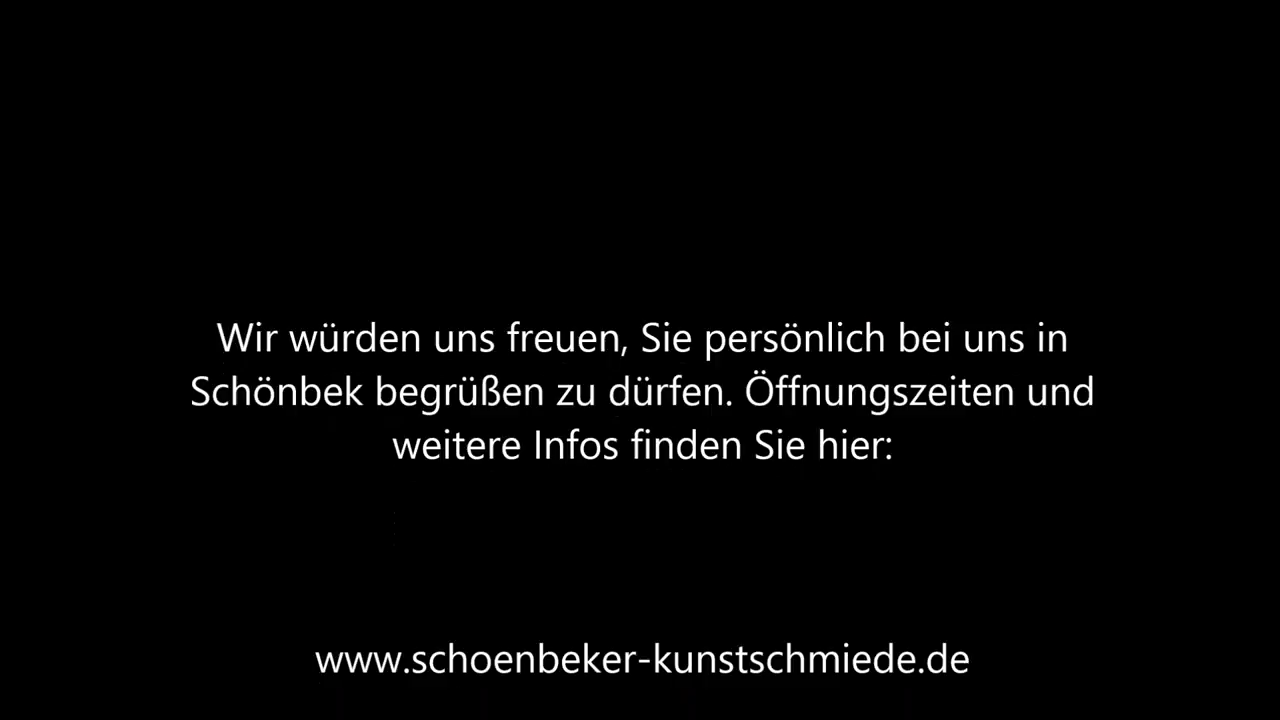 Wir würden uns freuen, Sie persönlich bei uns in
Schönbek begrüßen zu dürfen. Öffnungszeiten und
weitere Infos finden Sie hier:
www.schoenbeker-kunstschmiede.de